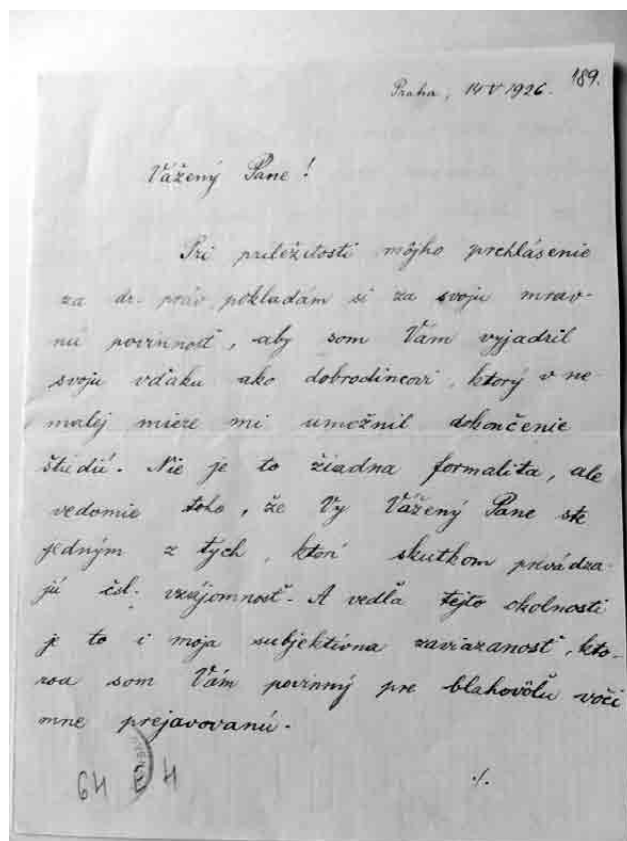 189.
Praha, 14 V 1926.
Vážený Pane!
Pri príležitosti môjho prehlásenie
za dr. práv pokladám si za svoju mrav-
nú povinnosť, aby som Vám vyjadril
svoju vďaku ako dobrodincovi, ktorý v ne-
malej miere mi umožnil dokončenie
štúdií. Nie je to žiadna formalita, ale
vedomie toho, že Vy Vážený Pane ste
jedným z tých, ktorí skutkom prevádza-
jú čsl. vzájomnosť. A vedľa tejto okolnosti
je to i moja subjektívna zaviazanosť, kto-
rou som Vám povinný pre blahovôľu voči
mne prejavovanú.
64 4
./.